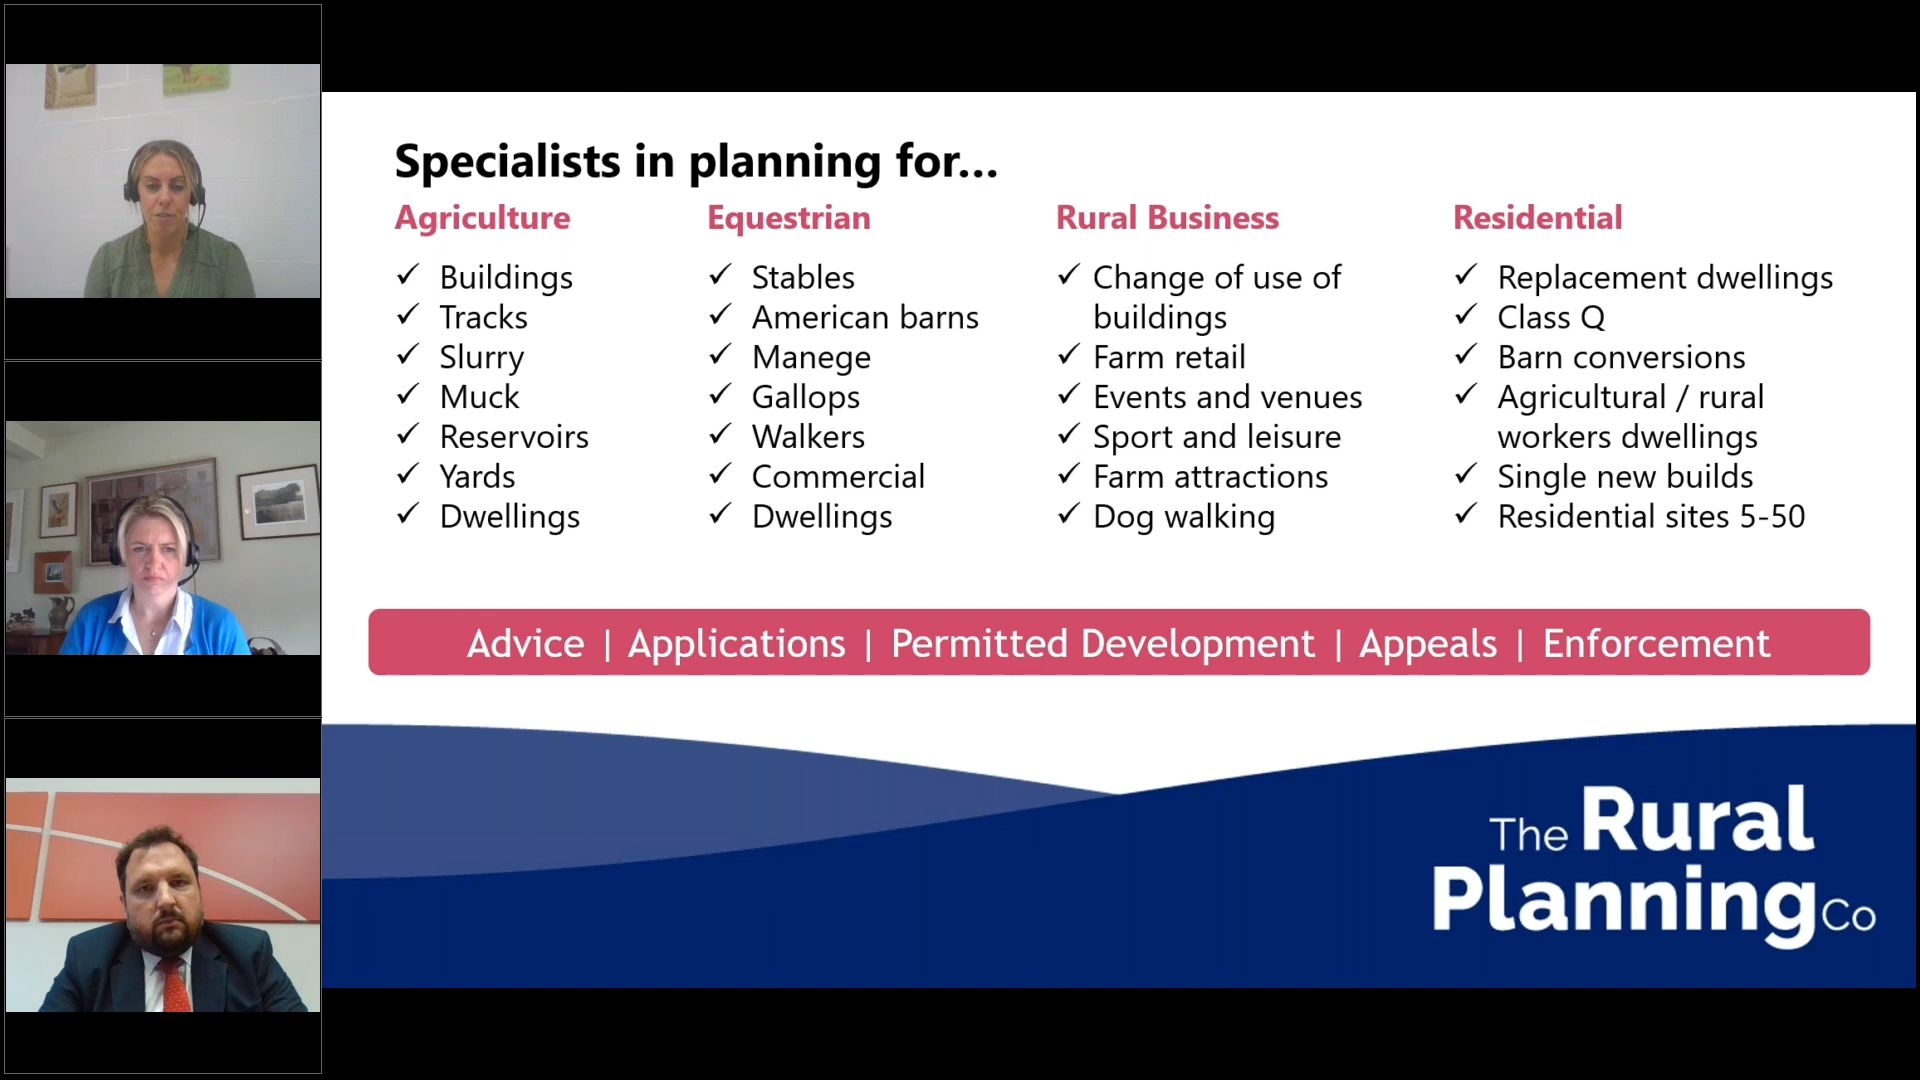 Specialists in planning for...
Agriculture
✓ Buildings
✓ Tracks
✓ Slurry
✓ Muck
✓ Reservoirs
✓ Yards
✓ Dwellings
Equestrian
✓ Stables
✓ American barns
✓ Manege
✓ Gallops
✓ Walkers
✓ Commercial
✓ Dwellings
Rural Business
✓ Change of use of
buildings
✓ Farm retail
✓ Events and venues
✓ Sport and leisure
✓ Farm attractions
✓ Dog walking
Residential
✓ Replacement dwellings
✓ Class Q
✓ Barn conversions
✓ Agricultural / rural
workers dwellings
✓ Single new builds
✓ Residential sites 5-50
Advice | Applications | Permitted Development | Appeals | Enforcement
The Rural
Planning Co